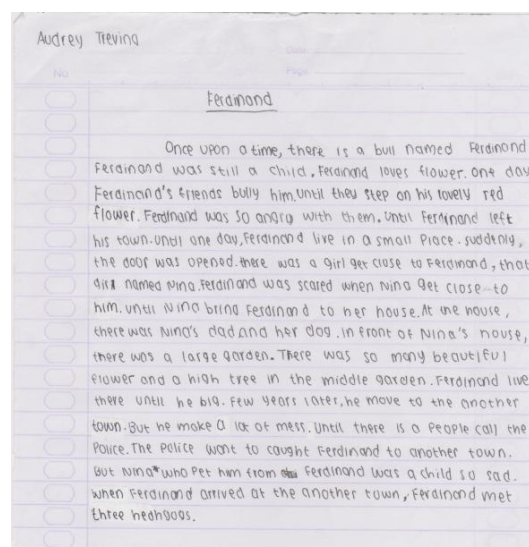 Audrey Trevina
Date
No.
Page
Ferdinand
Once upon a time, there is a bull named Ferdinand
Ferdinand was still a child. Ferdinand loves flower. One day
Ferdinand's friends bully him. Until they step on his lovely red
flower. Ferdinand was so angry with them. Until Ferdinand left
his town. Until one day, Ferdinand live in a small place. Suddenly,
the door was opened. there was a girl get close to Ferdinand, that
girl named Nina. Ferdinand was scared when Nina get close to
him. until Nina bring Ferdinand to her house. At the house,
there was Nina's dad and her dog. in front of Nina's house,
there was a large garden. There was so many beautiful
flower and a high tree in the middle garden. Ferdinand live
there until he big. Few years later, he move to the another
town. But he make a lot of mess. Until there is a people call the
Police. The police want to caught Ferdinand to another town.
But Nina* who pet him from Ferdinand was a child so sad.
When Ferdinand arrived at the another town, Ferdinand met
three hedhgogs.